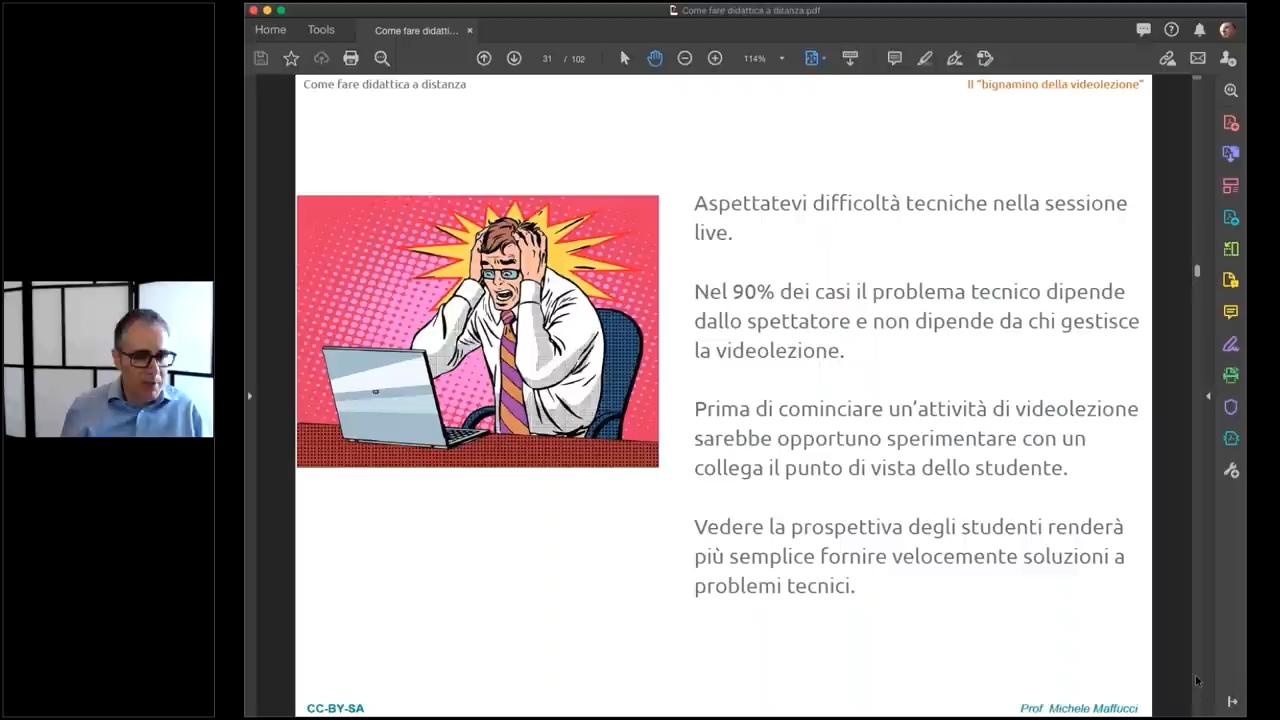 Come fare didattica a ditanza.pdf
Home
Tools
Come fare didatti...
31 / 102
114%
Come fare didattica a distanza
Il "bignamino della videolezione"
Aspettatevi difficoltà tecniche nella sessione
live.
Nel 90% dei casi il problema tecnico dipende
dallo spettatore e non dipende da chi gestisce
la videolezione.
Prima di cominciare un’attività di videolezione
sarebbe opportuno sperimentare con un
collega il punto di vista dello studente.
Vedere la prospettiva degli studenti renderà
più semplice fornire velocemente soluzioni a
problemi tecnici.
CC-BY-SA
Prof Michele Maffucci